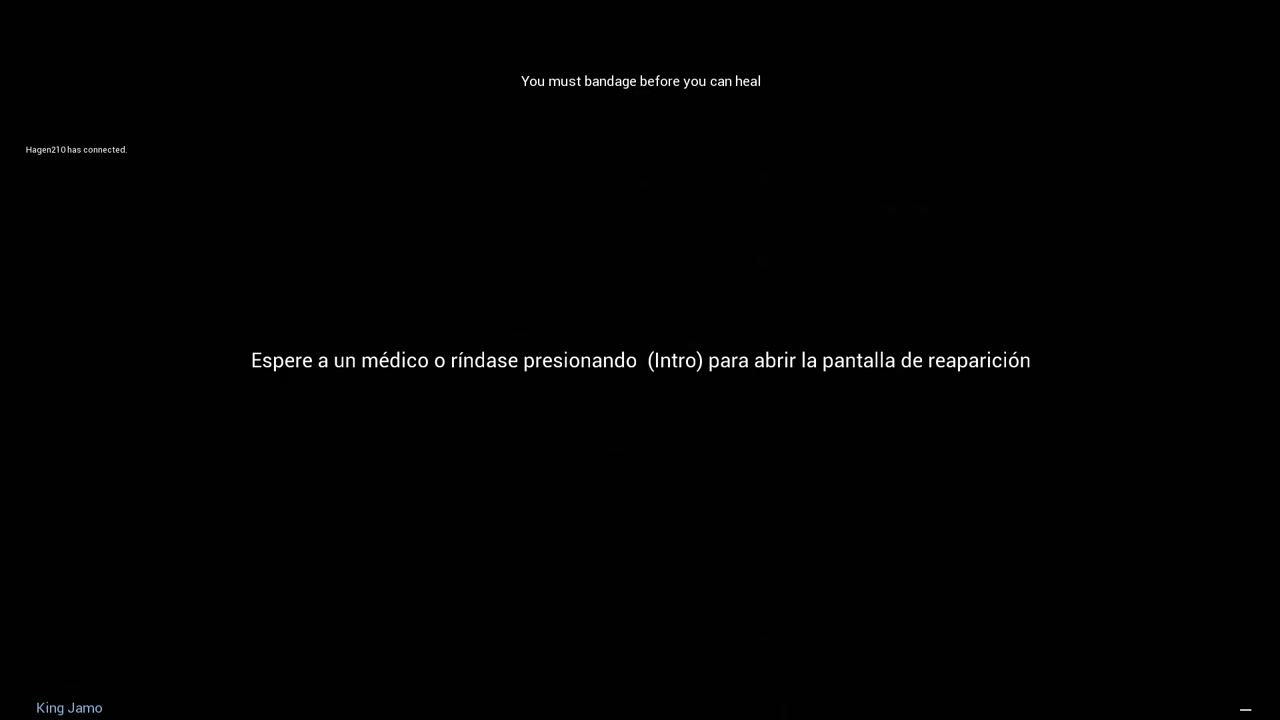 You must bandage before you can heal
Hagen210 has connected.
Espere a un médico o ríndase presionando  (Intro) para abrir la pantalla de reaparición
King Jamo